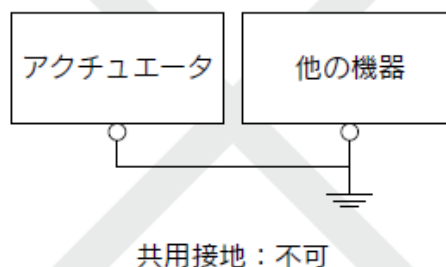 アクチュエータ
他の機器
共用接地：不可